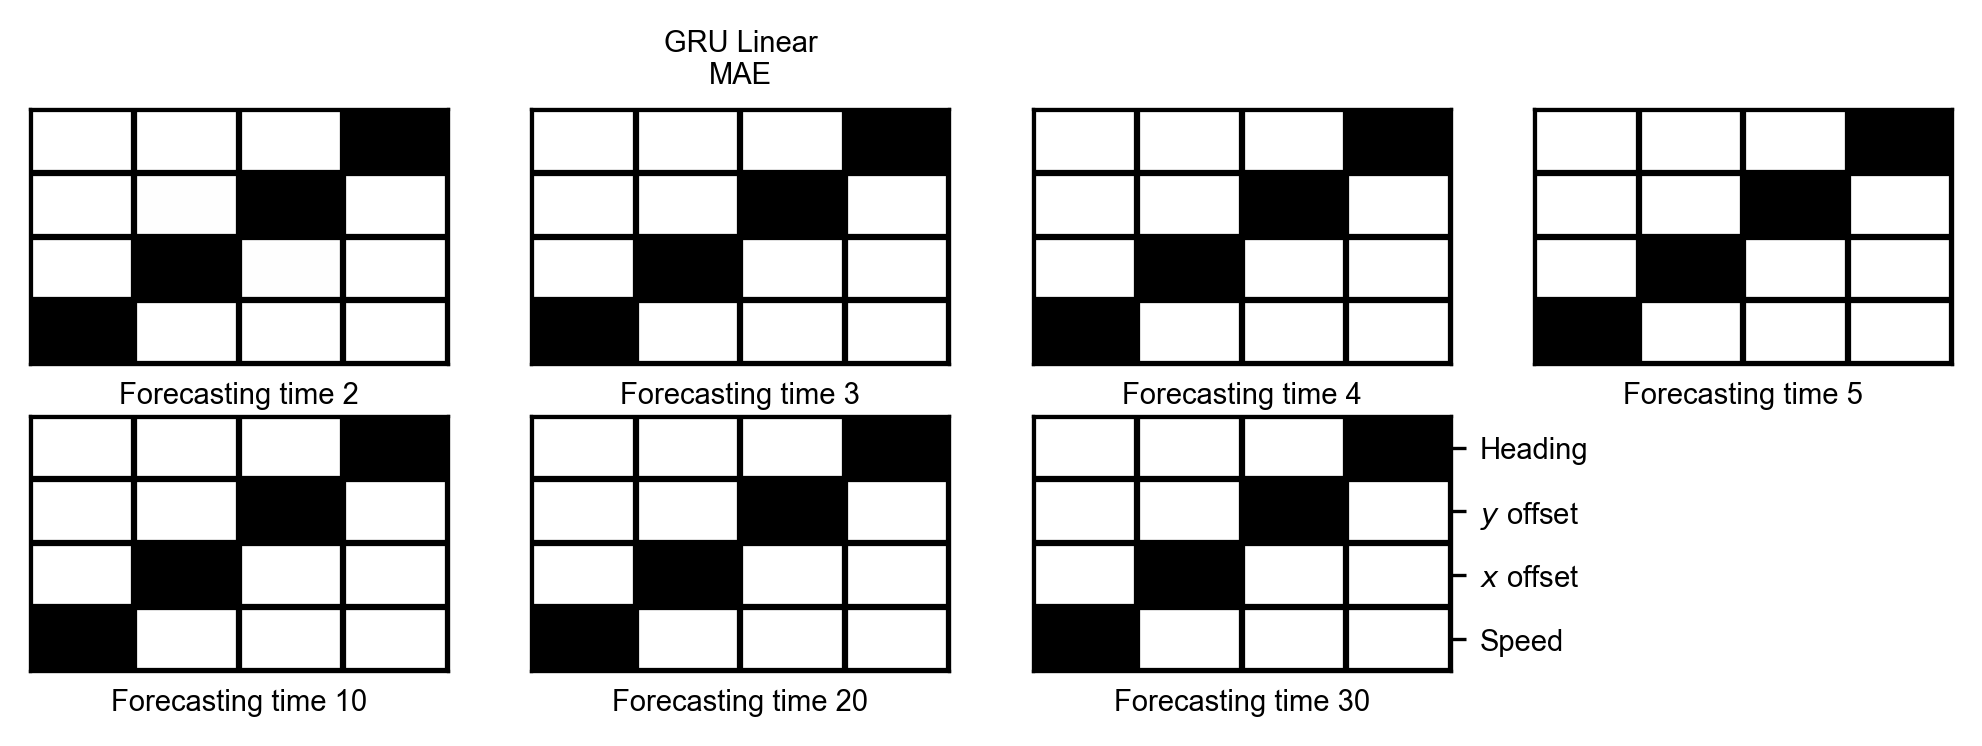 GRU Linear
MAE
Forecasting time 2
Forecasting time 3
Forecasting time 4
Forecasting time 5
Heading
y offset
x offset
Speed
Forecasting time 10
Forecasting time 20
Forecasting time 30